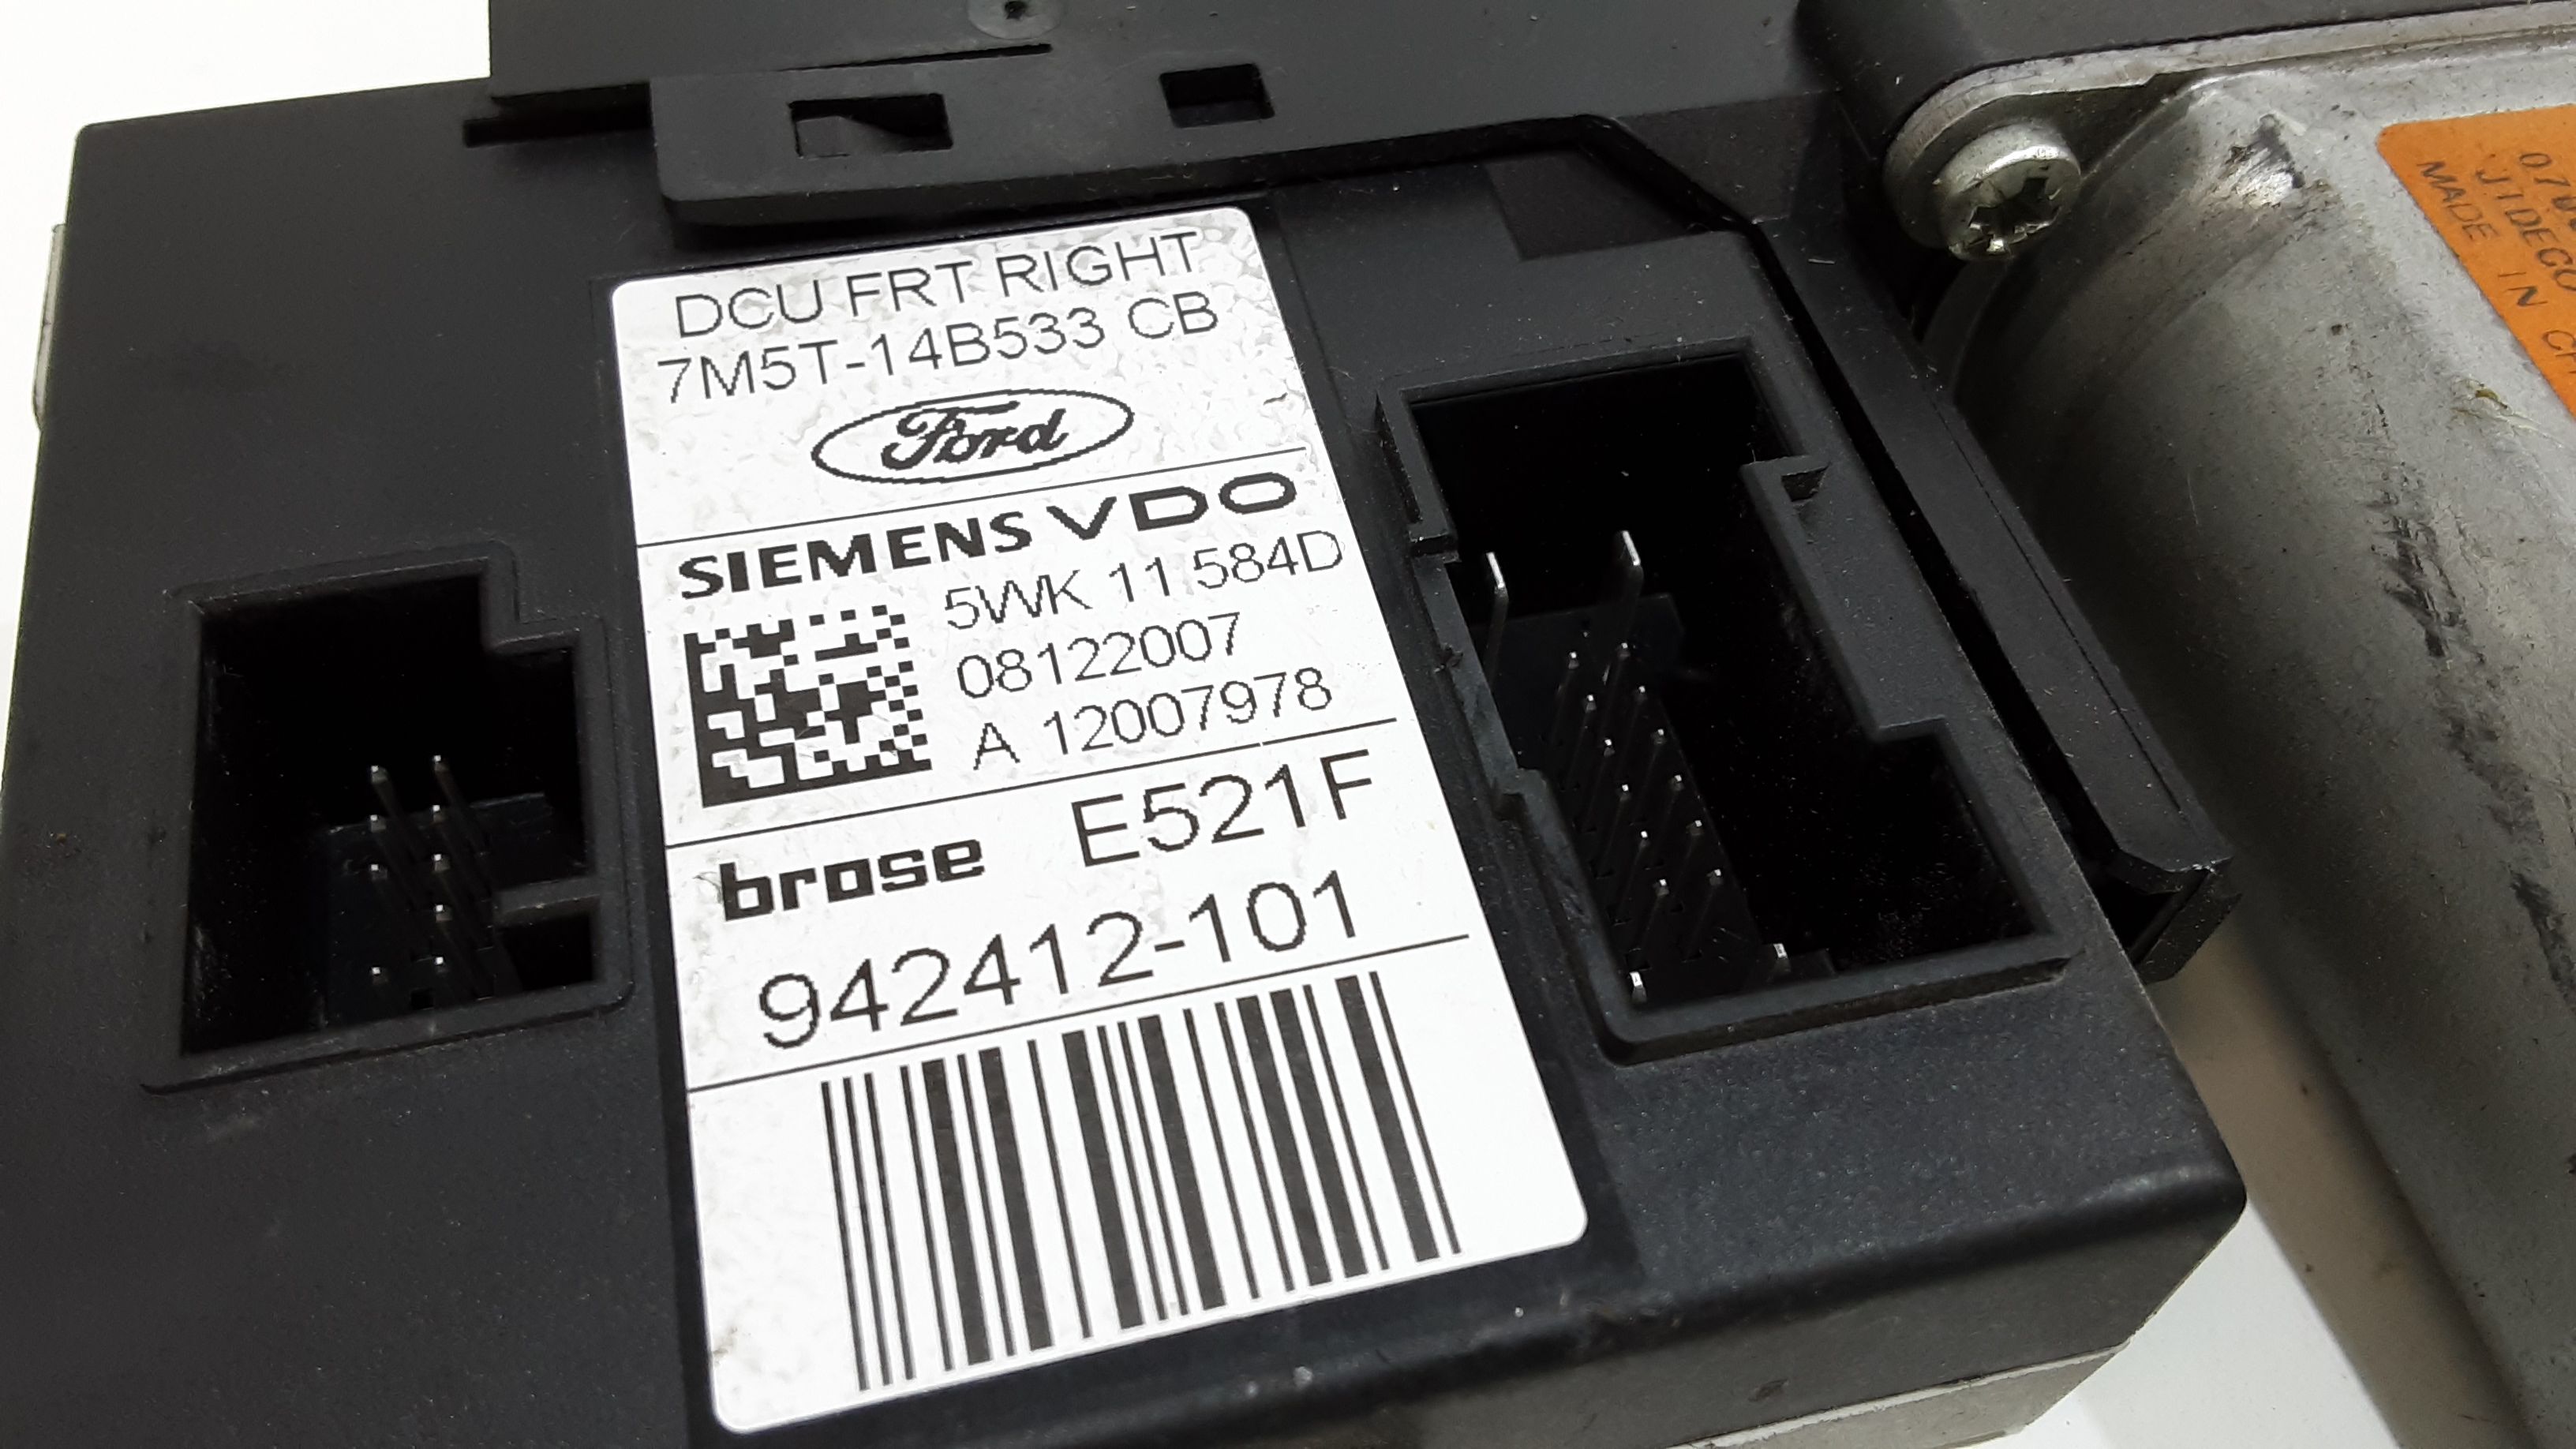 DCU FRT RIGHT
7M5T-14B533 CB
Ford
SIEMENS VDO
5WK 11 584D
08122007
A 12007978
brose E521F
942412-101
JIDECO
MADE IN